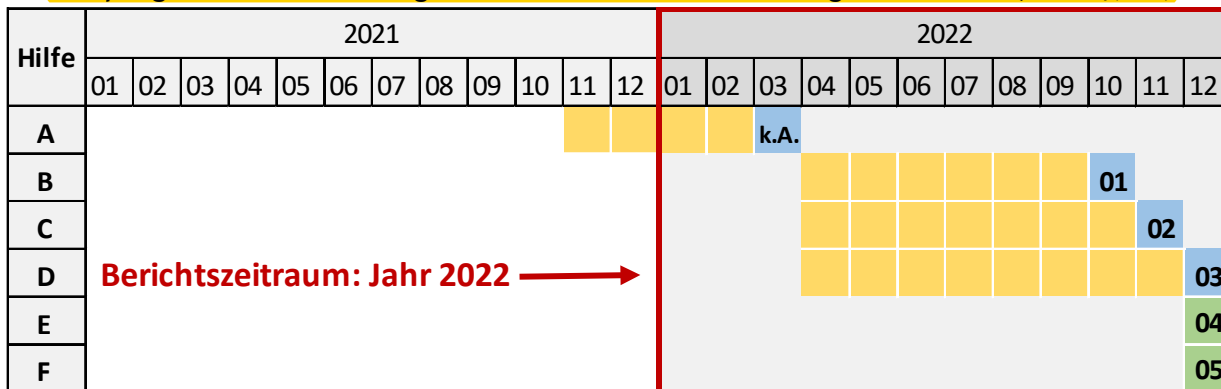 Hilfe 2021 2022
01 02 03 04 05 06 07 08 09 10 11 12 01 02 03 04 05 06 07 08 09 10 11 12
A k.A.
B 01
C 02
D Berichtszeitraum: Jahr 2022 03
E 04
F 05